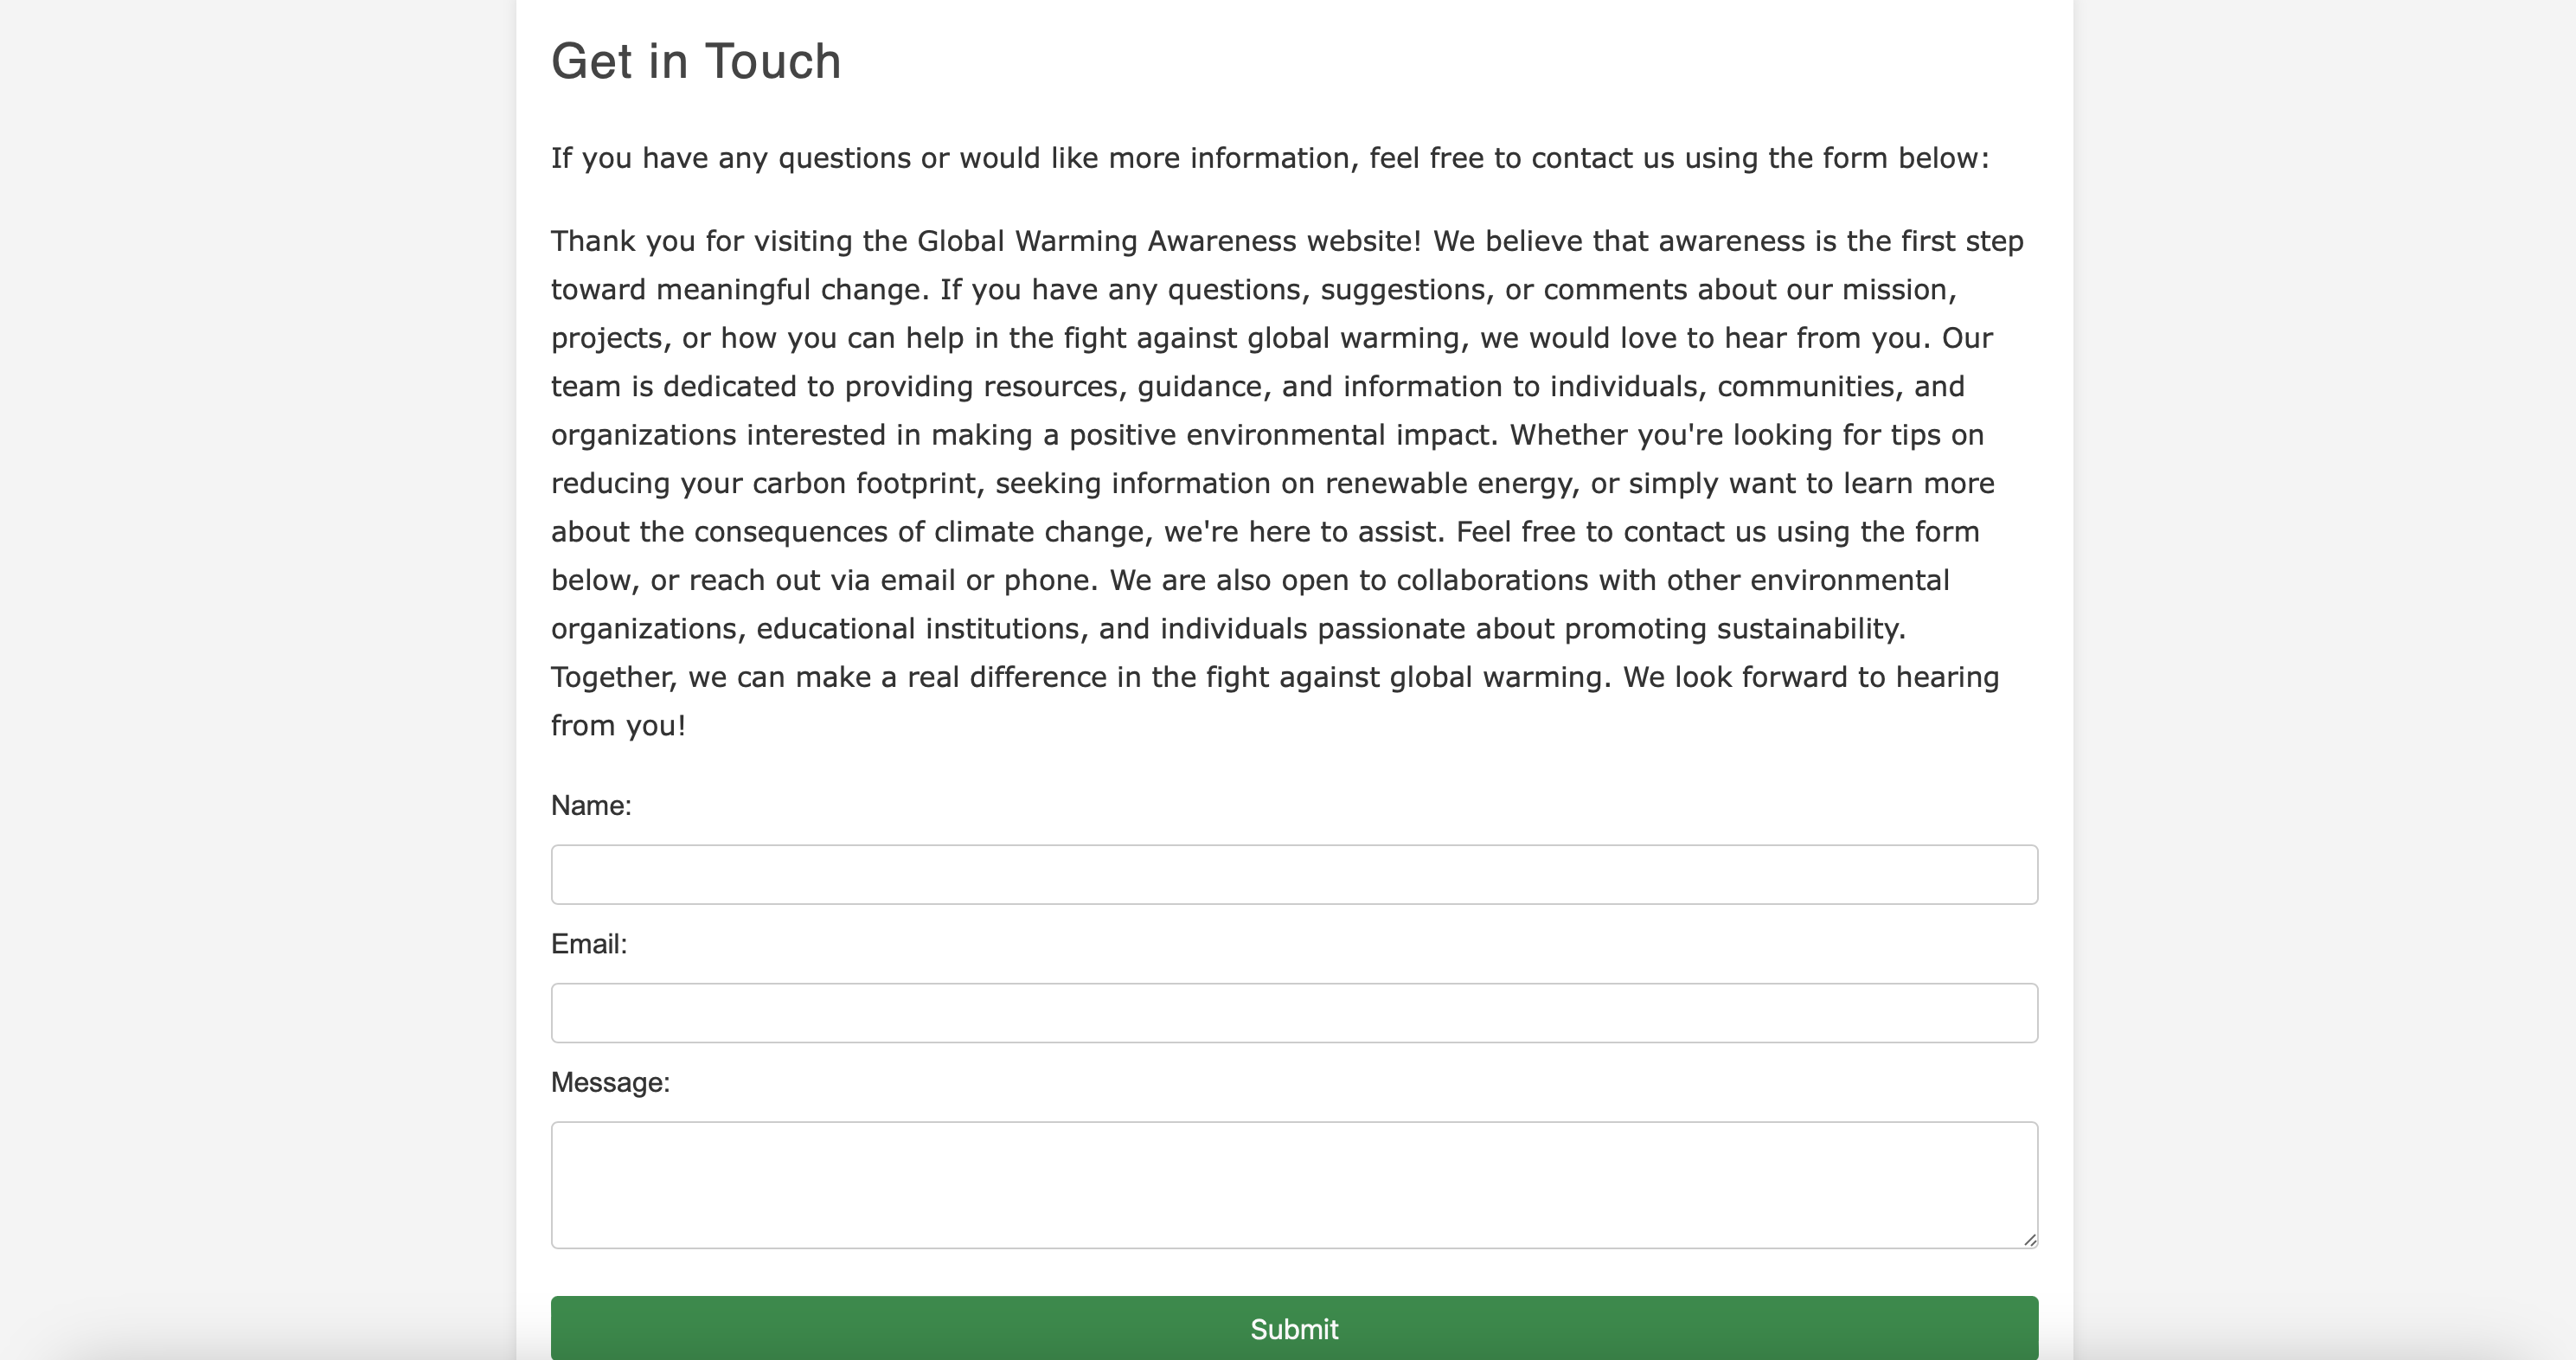 Get in Touch
If you have any questions or would like more information, feel free to contact us using the form below:
Thank you for visiting the Global Warming Awareness website! We believe that awareness is the first step
toward meaningful change. If you have any questions, suggestions, or comments about our mission,
projects, or how you can help in the fight against global warming, we would love to hear from you. Our
team is dedicated to providing resources, guidance, and information to individuals, communities, and
organizations interested in making a positive environmental impact. Whether you're looking for tips on
reducing your carbon footprint, seeking information on renewable energy, or simply want to learn more
about the consequences of climate change, we're here to assist. Feel free to contact us using the form
below, or reach out via email or phone. We are also open to collaborations with other environmental
organizations, educational institutions, and individuals passionate about promoting sustainability.
Together, we can make a real difference in the fight against global warming. We look forward to hearing
from you!
Name:
Email:
Message:
Submit